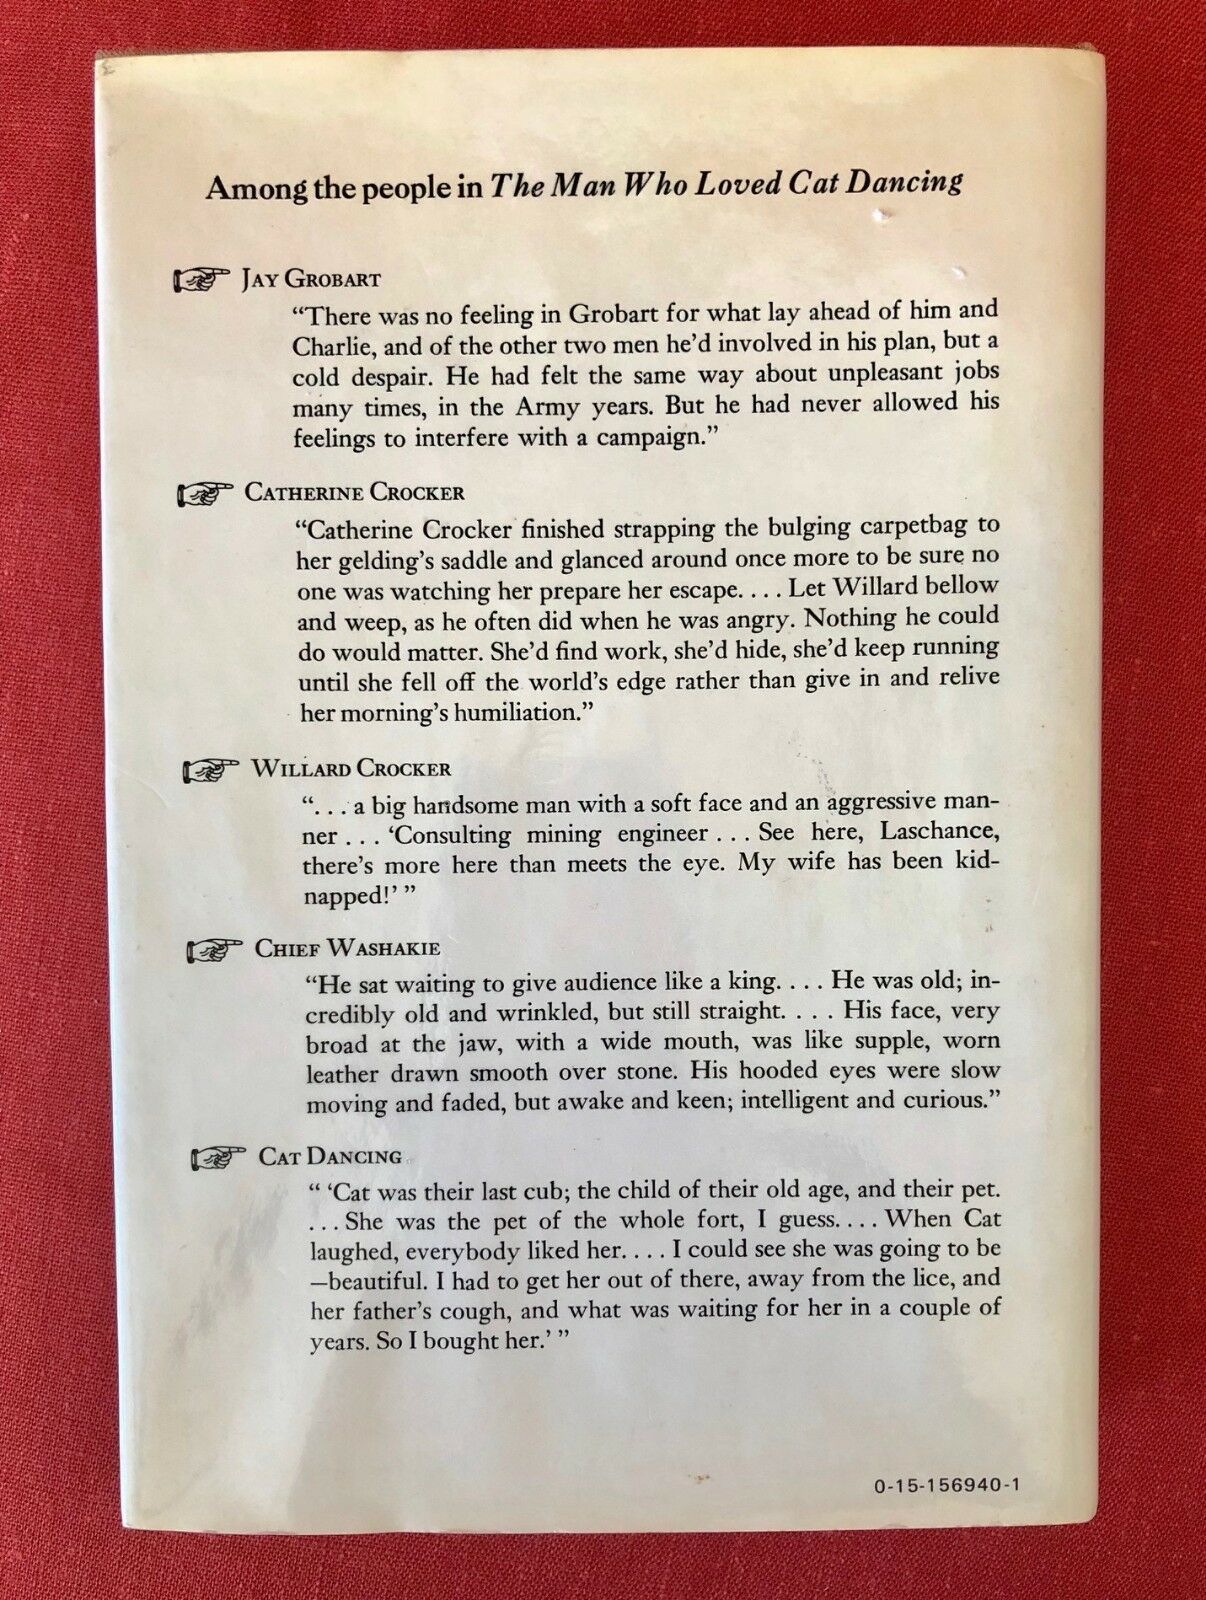 Among the people in The Man Who Loved Cat Dancing
JAY GROBART
“There was no feeling in Grobart for what lay ahead of him and
Charlie, and of the other two men he’d involved in his plan, but a
cold despair. He had felt the same way about unpleasant jobs
many times, in the Army years. But he had never allowed his
feelings to interfere with a campaign.”
CATHERINE CROCKER
“Catherine Crocker finished strapping the bulging carpetbag to
her gelding’s saddle and glanced around once more to be sure no
one was watching her prepare her escape. . . . Let Willard bellow
and weep, as he often did when he was angry. Nothing he could
do would matter. She’d find work, she’d hide, she’d keep running
until she fell off the world’s edge rather than give in and relive
her morning’s humiliation.”
WILLARD CROCKER
“. . . a big handsome man with a soft face and an aggressive man-
ner . . . ‘Consulting mining engineer . . . See here, Laschance,
there’s more here than meets the eye. My wife has been kid-
napped!’ ”
CHIEF WASHAKIE
“He sat waiting to give audience like a king. . . . He was old; in-
credibly old and wrinkled, but still straight. . . . His face, very
broad at the jaw, with a wide mouth, was like supple, worn
leather drawn smooth over stone. His hooded eyes were slow
moving and faded, but awake and keen; intelligent and curious.”
CAT DANCING
“ ‘Cat was their last cub; the child of their old age, and their pet.
. . . She was the pet of the whole fort, I guess. . . . When Cat
laughed, everybody liked her. . . . I could see she was going to be
—beautiful. I had to get her out of there, away from the lice, and
her father’s cough, and what was waiting for her in a couple of
years. So I bought her.’ ”
0-15-156940-1